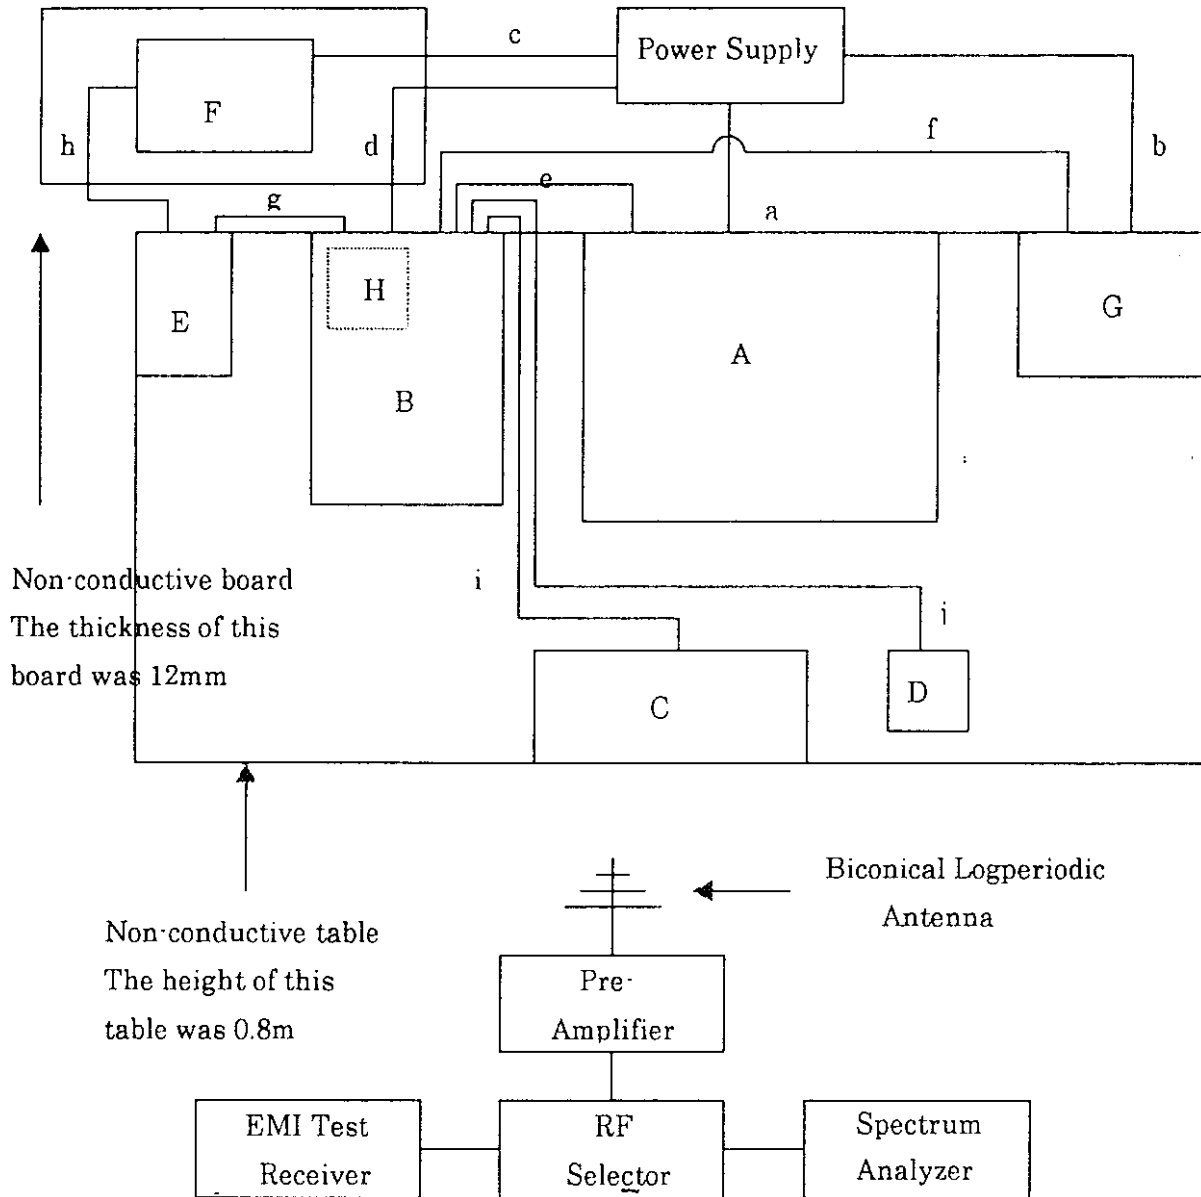 c
Power Supply
F
h
d
f
b
g
e
a
H
E
A
G
B
Non-conductive board
i
The thickness of this
j
board was 12mm
C
D
Biconical Logperiodic
Antenna
Non-conductive table
The height of this
table was 0.8m
Pre-
Amplifier
EMI Test
Receiver
RF
Selector
Spectrum
Analyzer